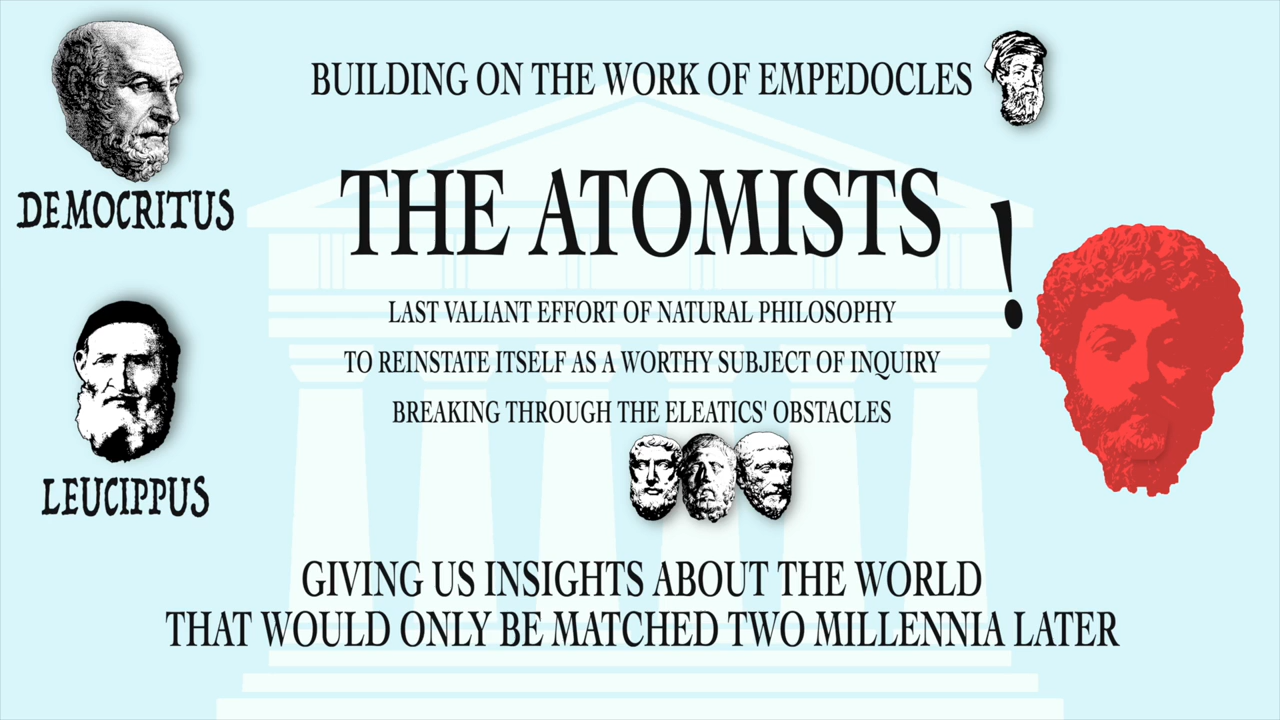 BUILDING ON THE WORK OF EMPEDOCLES
DEMOCRITUS
THE ATOMISTS
!
LAST VALIANT EFFORT OF NATURAL PHILOSOPHY
TO REINSTATE ITSELF AS A WORTHY SUBJECT OF INQUIRY
BREAKING THROUGH THE ELEATICS' OBSTACLES
LEUCIPPUS
GIVING US INSIGHTS ABOUT THE WORLD
THAT WOULD ONLY BE MATCHED TWO MILLENNIA LATER